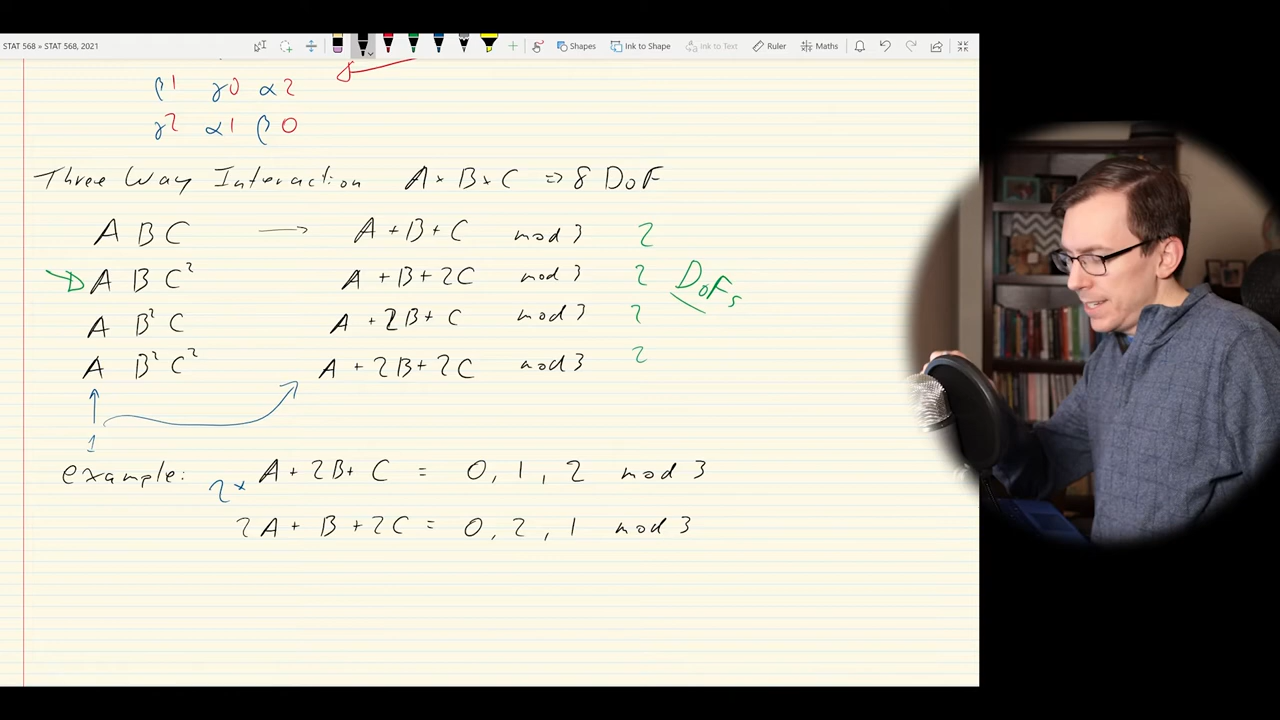 STAT 568 » STAT 568, 2021 Shapes Ink to Shape Ink to Text Ruler Maths
β1 γ0 α2
γ2 α1 β0
Three Way Interaction A×B×C ⇒ 8 DoF
A B C → A+B+C mod 3 2
A B C² A+B+2C mod 3 2 DoFs
A B² C A+2B+C mod 3 2
A B² C² A+2B+2C mod 3 2
1
example: 2× A+2B+C = 0, 1, 2 mod 3
2A+B+2C = 0, 2, 1 mod 3